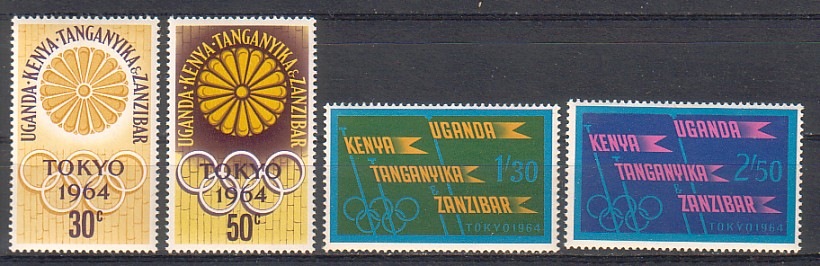 UGANDA·KENYA·TANGANYIKA & ZANZIBAR
TOKYO
1964
30c
UGANDA·KENYA·TANGANYIKA & ZANZIBAR
TOKYO
1964
50c
UGANDA
KENYA
1/30
TANGANYIKA
&
ZANZIBAR
TOKYO 1964
UGANDA
KENYA
2/50
TANGANYIKA
&
ZANZIBAR
TOKYO 1964